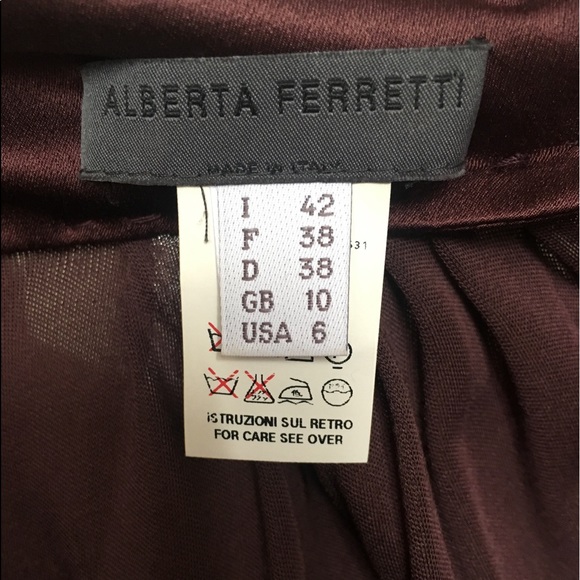 ALBERTA FERRETTI
MADE IN ITALY
I 42
F 38 31
D 38
GB 10
USA 6
ISTRUZIONI SUL RETRO
FOR CARE SEE OVER